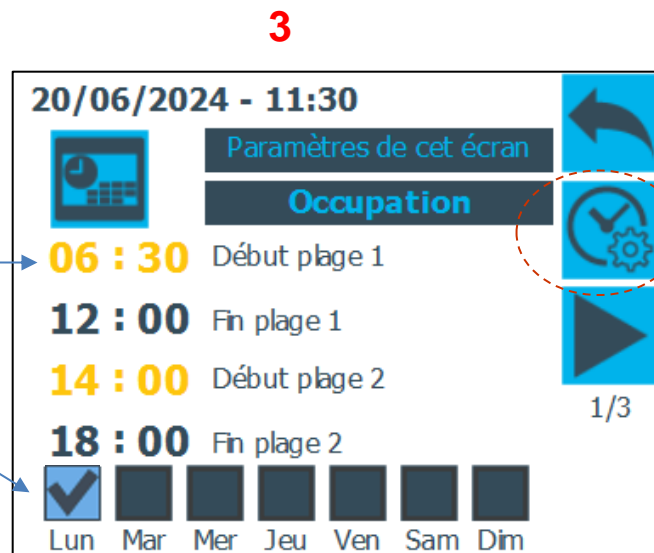 3
20/06/2024 - 11:30
Paramètres de cet écran
Occupation
06 : 30 Début plage 1
12 : 00 Fin plage 1
14 : 00 Début plage 2
1/3
18 : 00 Fin plage 2
Lun Mar Mer Jeu Ven Sam Dim